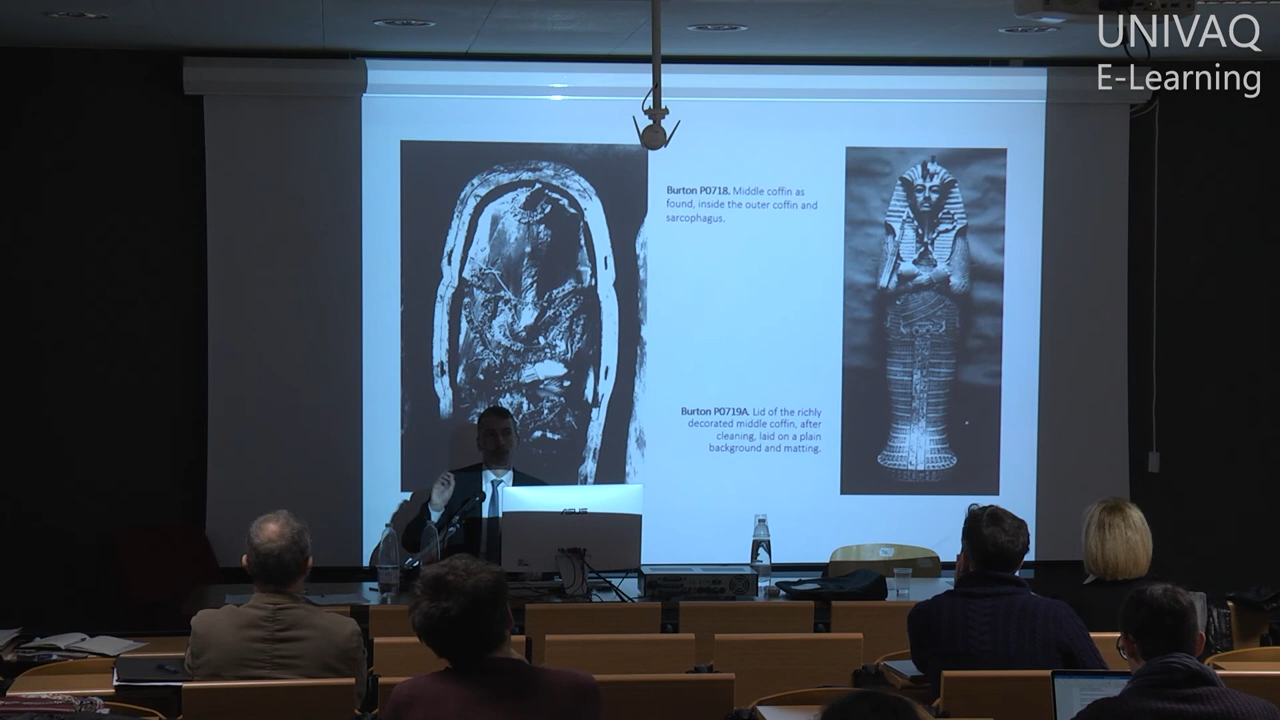 UNIVAQ
E-Learning
Burton P0718. Middle coffin as
found, inside the outer coffin and
sarcophagus.
Burton P0719A. Lid of the richly
decorated middle coffin, after
cleaning, laid on a plain
background and matting.
ASUS